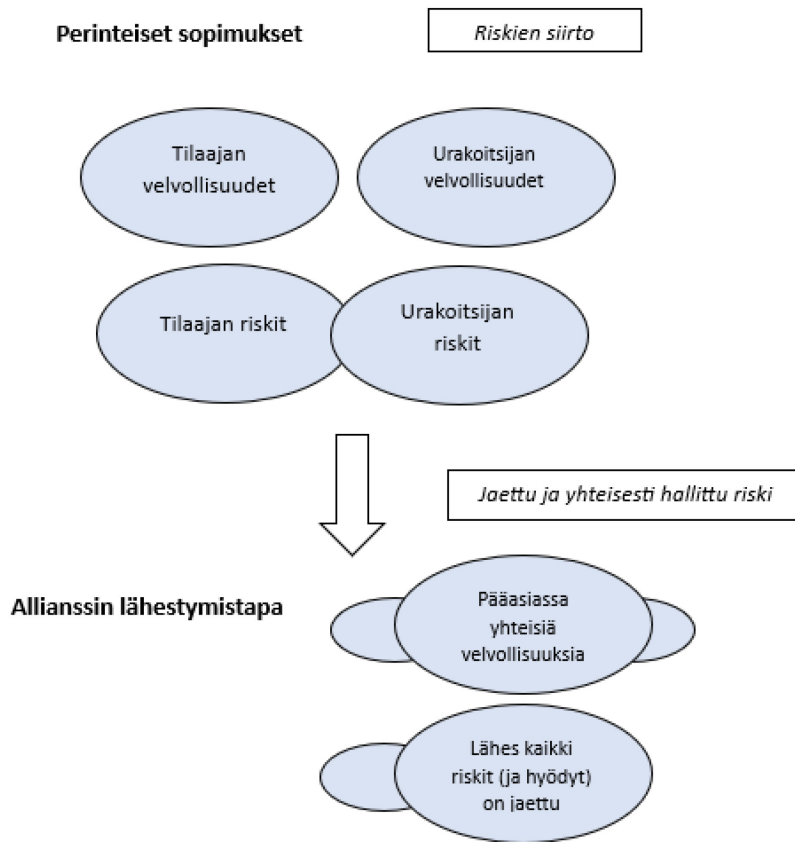 Perinteiset sopimukset
Riskien siirto
Tilaajan
velvollisuudet
Urakoitsijan
velvollisuudet
Tilaajan riskit
Urakoitsijan
riskit
Jaettu ja yhteisesti hallittu riski
Allianssin lähestymistapa
Pääasiassa
yhteisiä
velvollisuuksia
Lähes kaikki
riskit (ja hyödyt)
on jaettu